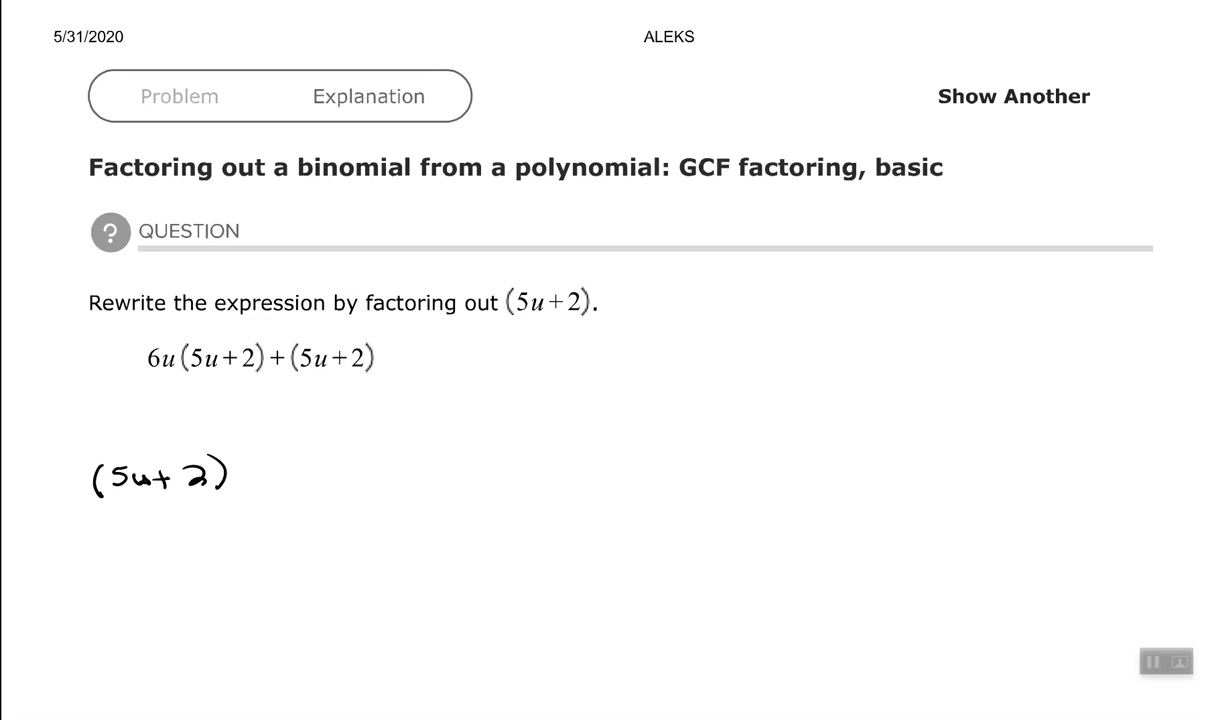 5/31/2020 ALEKS
Problem Explanation Show Another
Factoring out a binomial from a polynomial: GCF factoring, basic
? QUESTION
Rewrite the expression by factoring out (5u+2).
6u(5u+2)+(5u+2)
(5u+2)